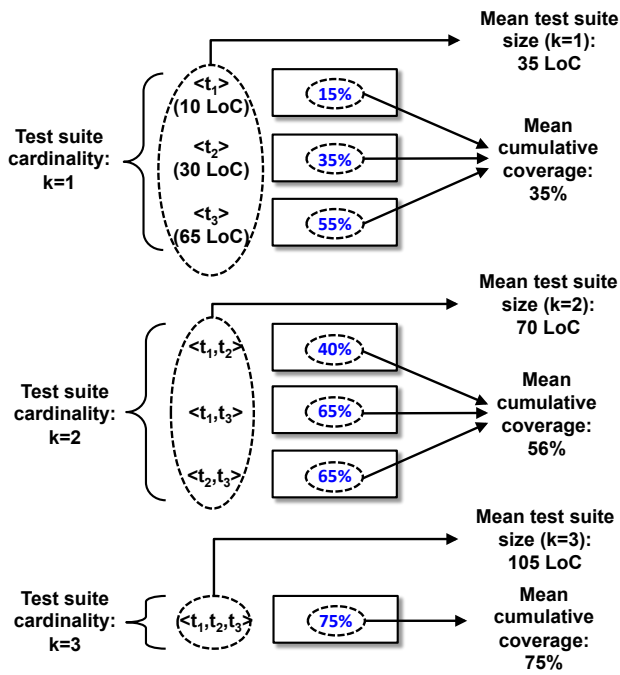 Mean test suite
size (k=1):
35 LoC
Test suite
cardinality:
k=1
<t₁>
(10 LoC)
15%
<t₂>
(30 LoC)
35%
<t₃>
(65 LoC)
55%
Mean
cumulative
coverage:
35%
Mean test suite
size (k=2):
70 LoC
Test suite
cardinality:
k=2
<t₁,t₂>
40%
<t₁,t₃>
65%
<t₂,t₃>
65%
Mean
cumulative
coverage:
56%
Mean test suite
size (k=3):
105 LoC
Test suite
cardinality:
k=3
<t₁,t₂,t₃>
75%
Mean
cumulative
coverage:
75%